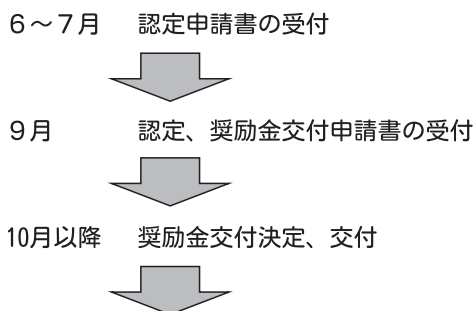 ６～７月　認定申請書の受付
９月　認定、奨励金交付申請書の受付
10月以降　奨励金交付決定、交付